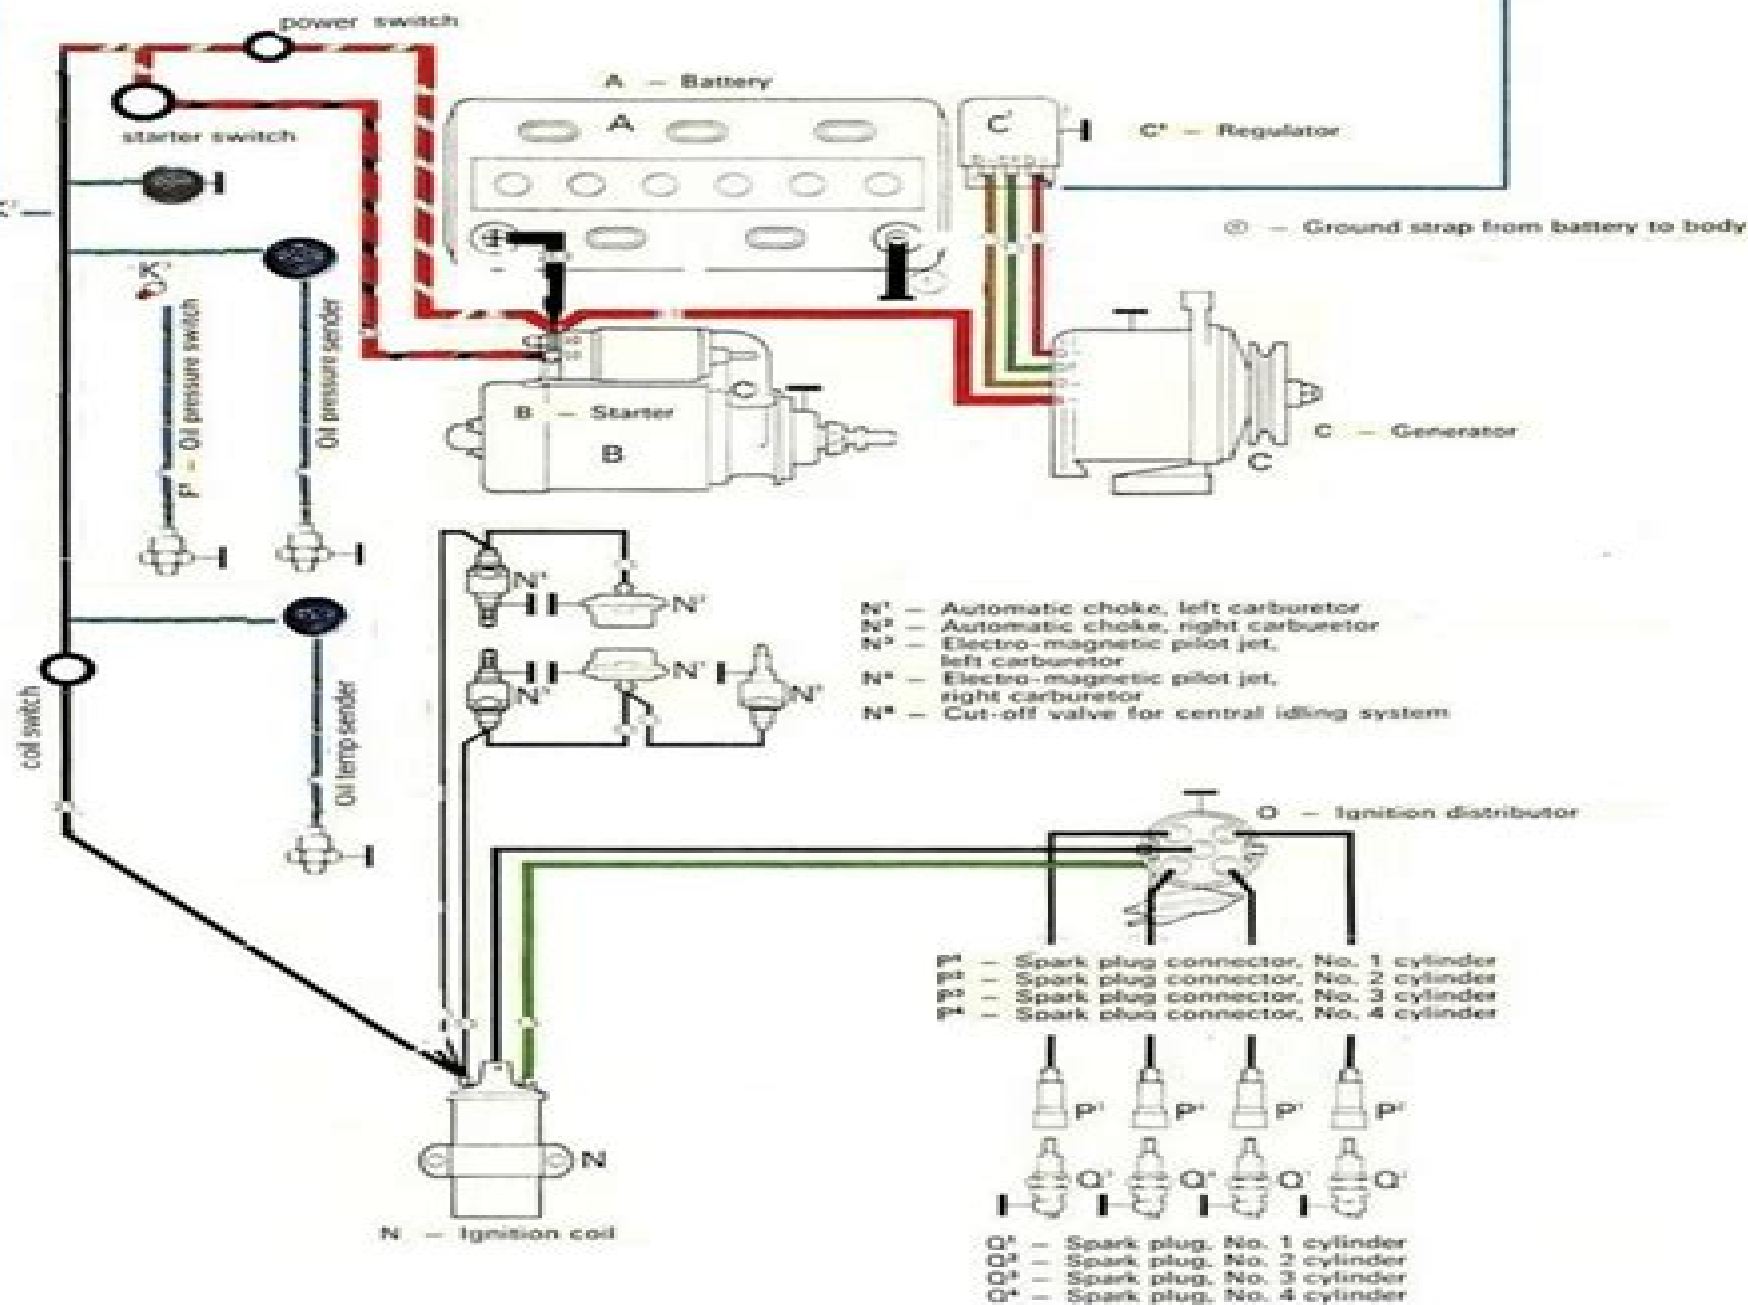 power switch
A – Battery
A
C'
C¹ – Regulator
starter switch
– Ground strap from battery to body
F¹ – Oil pressure switch
Oil pressure sender
B – Starter
C
B
C – Generator
C
N¹ – Automatic choke, left carburetor
N² – Automatic choke, right carburetor
N³ – Electro-magnetic pilot jet,
left carburetor
N⁴ – Electro-magnetic pilot jet,
right carburetor
N⁵ – Cut-off valve for central idling system
coil switch
Oil temp sender
O – Ignition distributor
P¹ – Spark plug connector, No. 1 cylinder
P² – Spark plug connector, No. 2 cylinder
P³ – Spark plug connector, No. 3 cylinder
P⁴ – Spark plug connector, No. 4 cylinder
N
N – Ignition coil
Q¹ – Spark plug, No. 1 cylinder
Q² – Spark plug, No. 2 cylinder
Q³ – Spark plug, No. 3 cylinder
Q⁴ – Spark plug, No. 4 cylinder